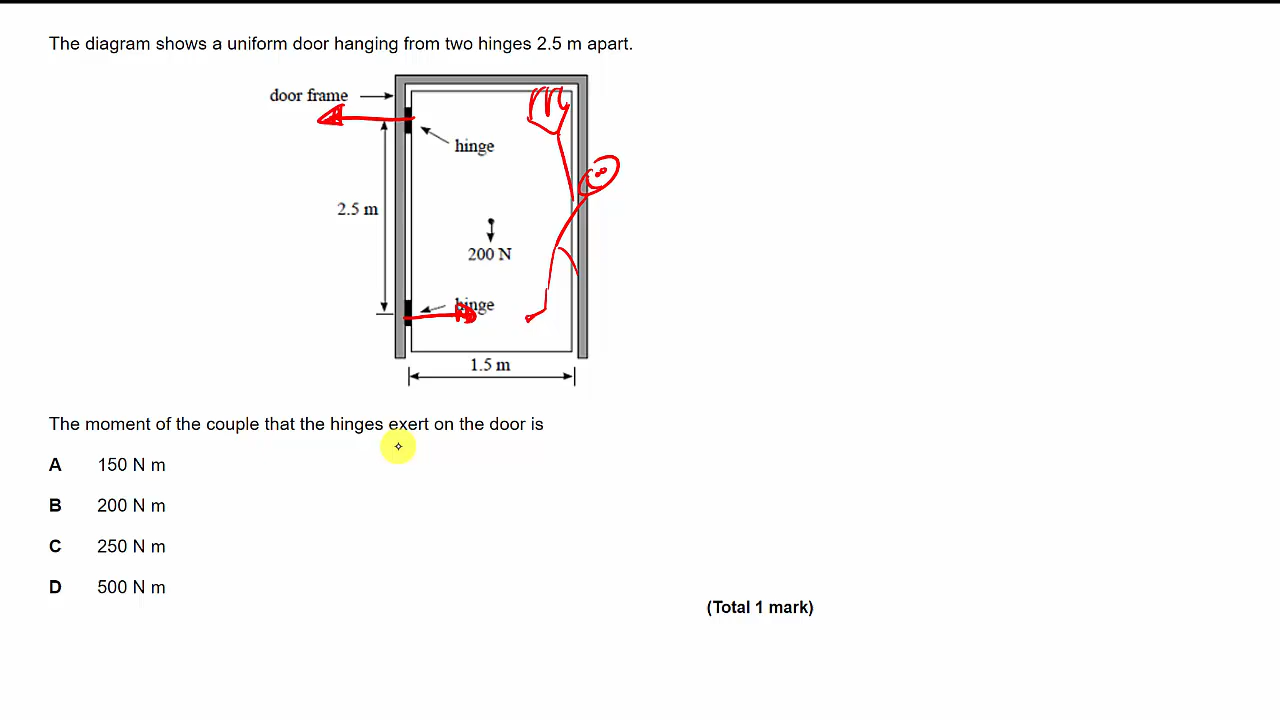 The diagram shows a uniform door hanging from two hinges 2.5 m apart.
door frame
hinge
2.5 m
200 N
hinge
1.5 m
The moment of the couple that the hinges exert on the door is
A 150 N m
B 200 N m
C 250 N m
D 500 N m
(Total 1 mark)